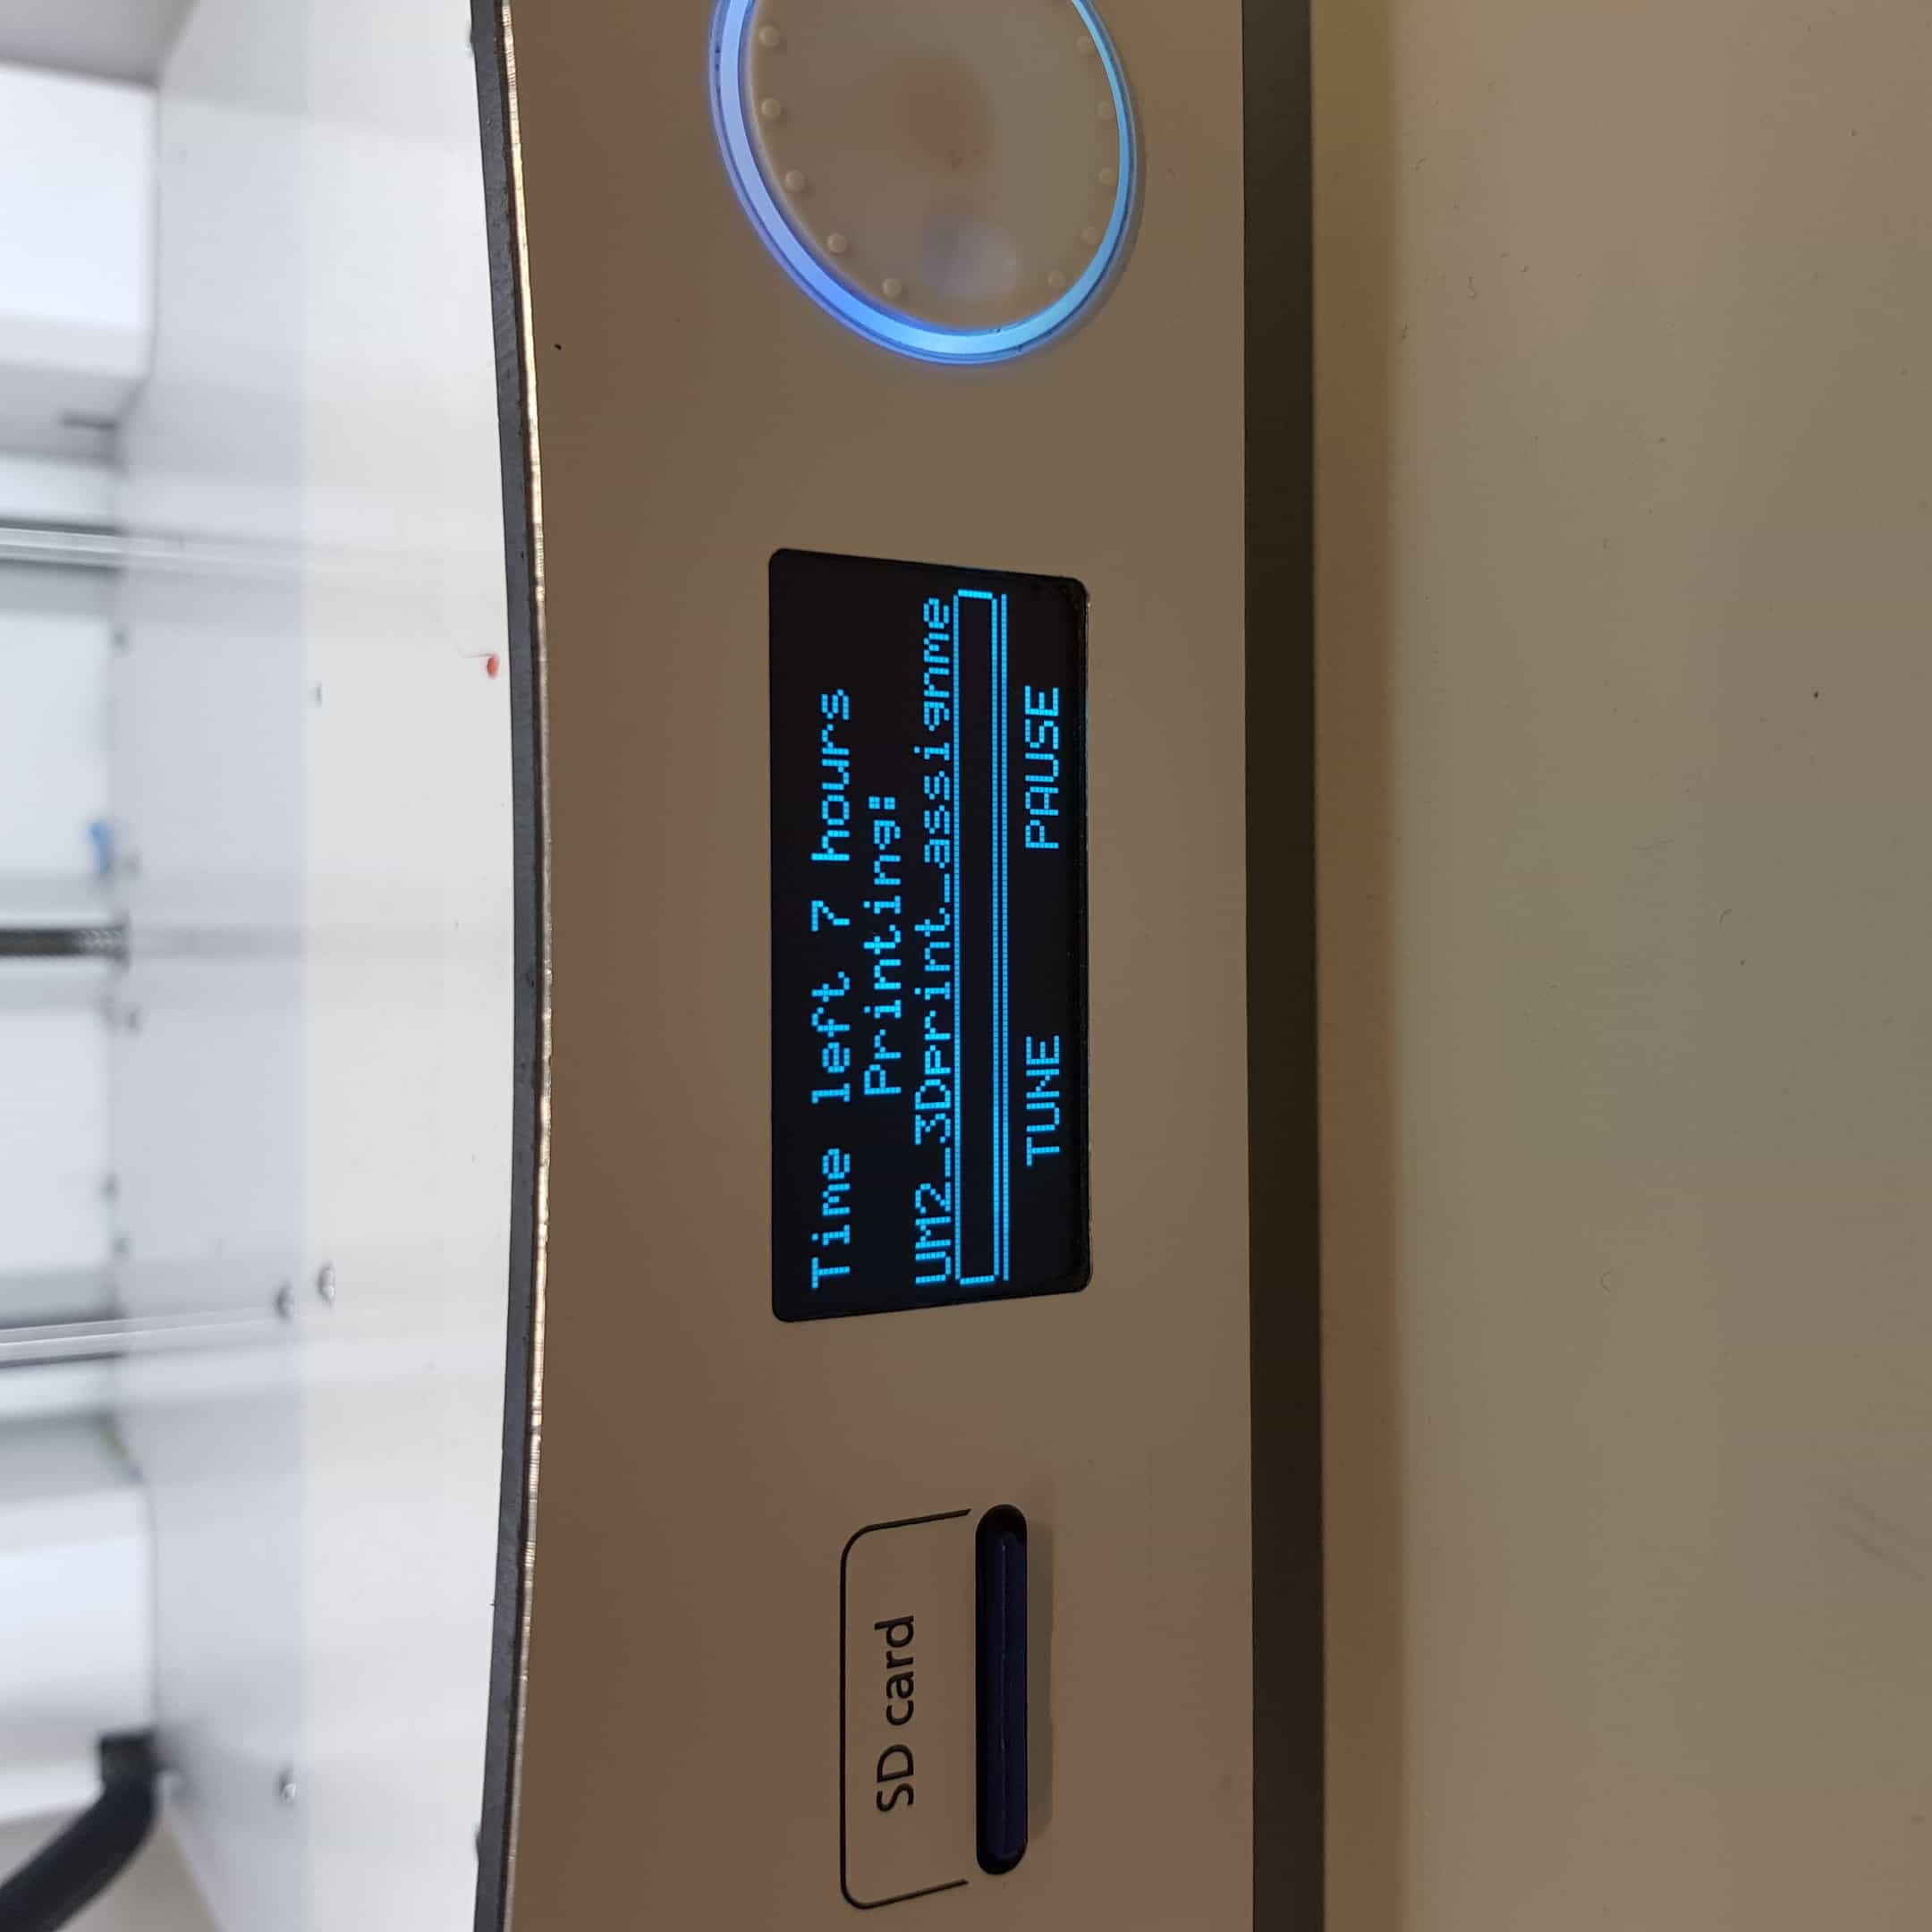 SD card
Time left 7 hours
Printing:
UM2_3Dprint_assignme
TUNE PAUSE